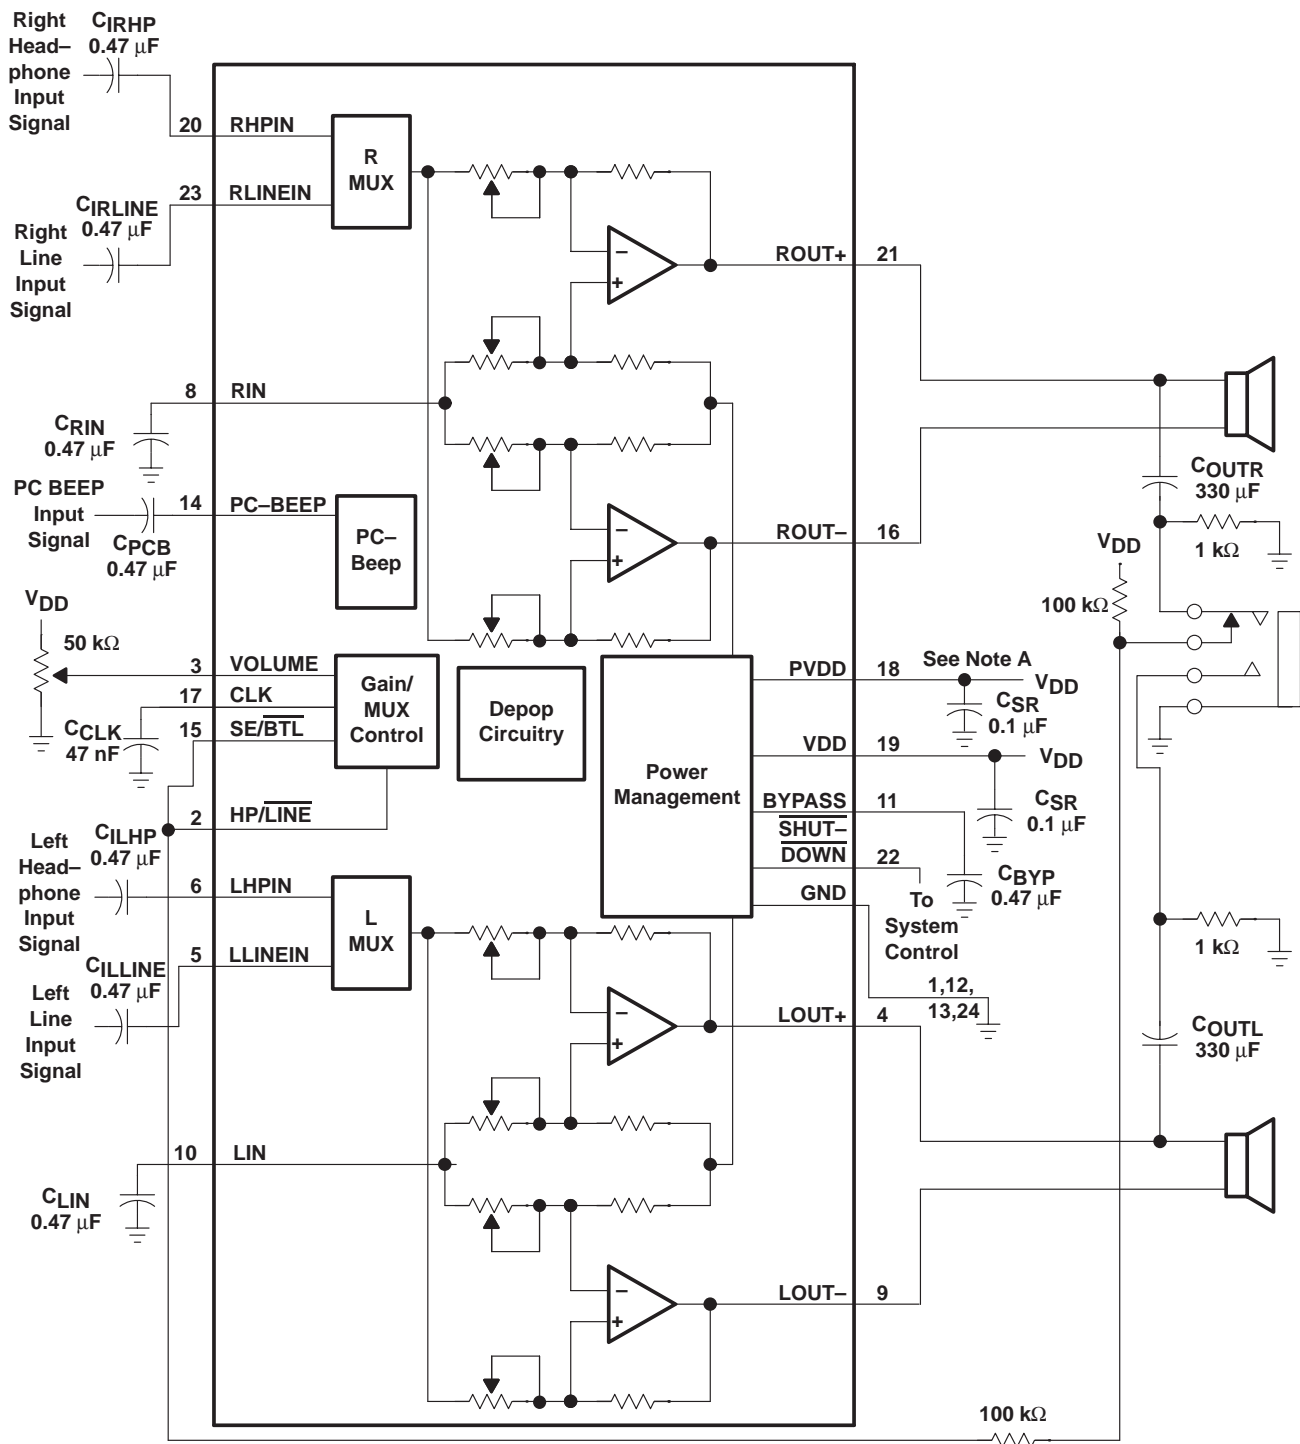 Right
Head–
phone
Input
Signal
CIRHP
0.47 μF
20
RHPIN
R
MUX
23
RLINEIN
CIRLINE
0.47 μF
Right
Line
Input
Signal
ROUT+
21
–
+
8
RIN
CRIN
0.47 μF
PC BEEP
Input
Signal
14
PC–BEEP
CPCB
0.47 μF
PC–
Beep
–
+
ROUT–
16
COUTR
330 μF
1 kΩ
VDD
100 kΩ
VDD
50 kΩ
3
VOLUME
17
CLK
15
SE/BTL
CCLK
47 nF
Gain/
MUX
Control
Depop
Circuitry
Power
Management
PVDD
18
See Note A
VDD
CSR
0.1 μF
VDD
19
VDD
CSR
0.1 μF
BYPASS
11
SHUT–
DOWN
22
CBYP
0.47 μF
GND
To
System
Control
1,12,
13,24
2
HP/LINE
Left
Head–
phone
Input
Signal
CILHP
0.47 μF
6
LHPIN
L
MUX
5
LLINEIN
CILLINE
0.47 μF
Left
Line
Input
Signal
–
+
LOUT+
4
1 kΩ
COUTL
330 μF
10
LIN
CLIN
0.47 μF
–
+
LOUT–
9
100 kΩ